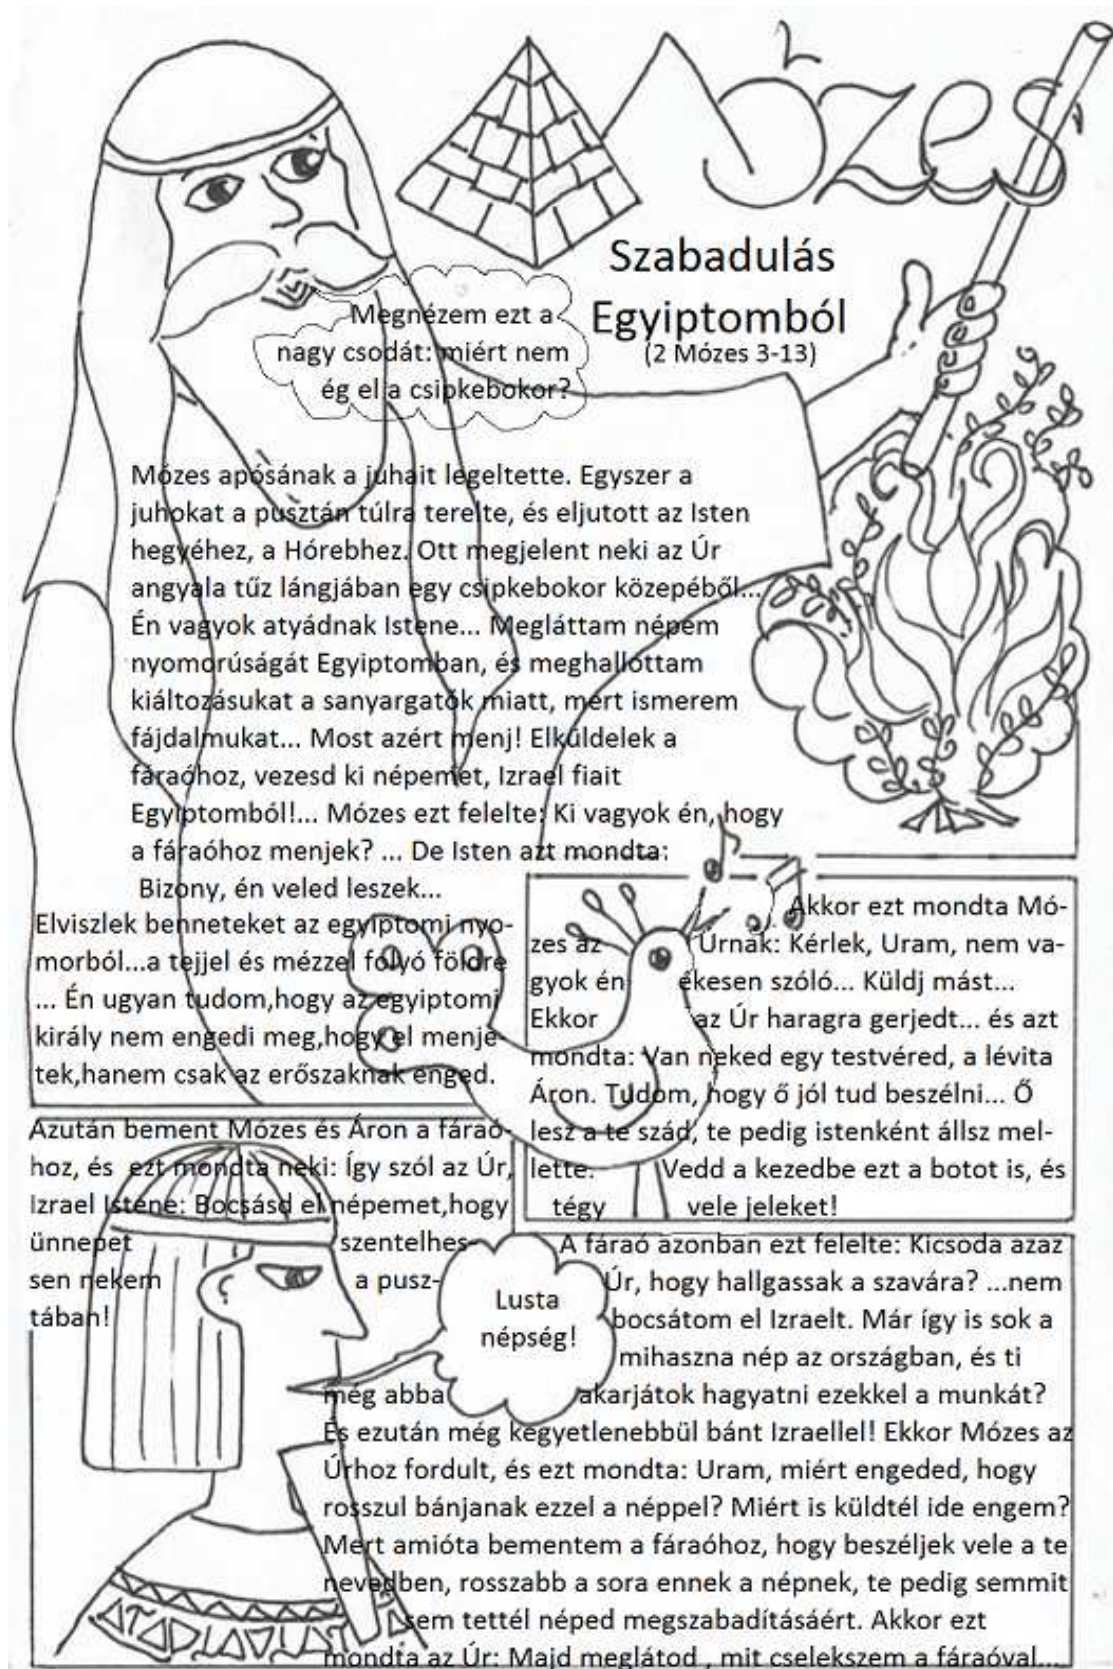 Mózes
Szabadulás
Egyiptomból
(2 Mózes 3-13)
Megnézem ezt a
nagy csodát: miért nem
ég el a csipkebokor?
Mózes apósának a juhait legeltette. Egyszer a
juhokat a pusztán túlra terelte, és eljutott az Isten
hegyéhez, a Hórebhez. Ott megjelent neki az Úr
angyala tűz lángjában egy csipkebokor közepéből...
Én vagyok atyádnak Istene... Megláttam népem
nyomorúságát Egyiptomban, és meghallottam
kiáltozásukat a sanyargatók miatt, mert ismerem
fájdalmukat... Most azért menj! Elküldelek a
fáraóhoz, vezesd ki népemet, Izrael fiait
Egyiptomból!... Mózes ezt felelte: Ki vagyok én, hogy
a fáraóhoz menjek? ... De Isten azt mondta:
Bizony, én veled leszek...
Elviszlek benneteket az egyiptomi nyo-
morból...a tejjel és mézzel folyó földre
... Én ugyan tudom,hogy az egyiptomi
király nem engedi meg,hogy el menje-
tek,hanem csak az erőszaknak enged.
Akkor ezt mondta Mó-
zes az Úrnak: Kérlek, Uram, nem va-
gyok én ékesen szóló... Küldj mást...
Ekkor az Úr haragra gerjedt... és azt
mondta: Van neked egy testvéred, a lévita
Áron. Tudom, hogy ő jól tud beszélni... Ő
lesz a te szád, te pedig istenként állsz mel-
lette. Vedd a kezedbe ezt a botot is, és
tégy vele jeleket!
Azután bement Mózes és Áron a fáraó-
hoz, és ezt mondta neki: Így szól az Úr,
Izrael Istene: Bocsásd el népemet,hogy
ünnepet szentelhes-
sen nekem a pusz-
tában!
Lusta
népség!
A fáraó azonban ezt felelte: Kicsoda azaz
Úr, hogy hallgassak a szavára? ...nem
bocsátom el Izraelt. Már így is sok a
mihaszna nép az országban, és ti
még abba akarjátok hagyatni ezekkel a munkát?
És ezután még kegyetlenebbül bánt Izraellel! Ekkor Mózes az
Úrhoz fordult, és ezt mondta: Uram, miért engeded, hogy
rosszul bánjanak ezzel a néppel? Miért is küldtél ide engem?
Mert amióta bementem a fáraóhoz, hogy beszéljek vele a te
nevedben, rosszabb a sora ennek a népnek, te pedig semmit
sem tettél néped megszabadításáért. Akkor ezt
mondta az Úr: Majd meglátod , mit cselekszem a fáraóval...